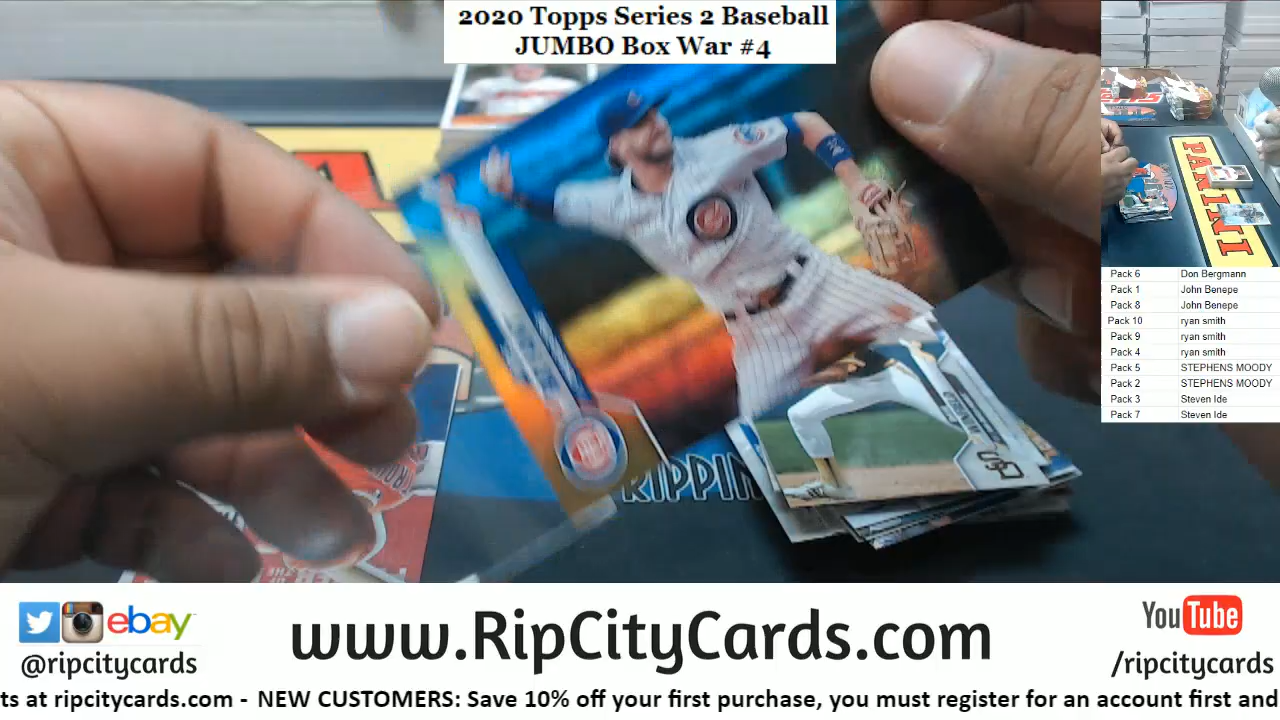 2020 Topps Series 2 Baseball
JUMBO Box War #4
PANINI
Pack 6 Don Bergmann
Pack 1 John Benepe
Pack 8 John Benepe
Pack 10 ryan smith
Pack 9 ryan smith
Pack 4 ryan smith
Pack 5 STEPHENS MOODY
Pack 2 STEPHENS MOODY
Pack 3 Steven Ide
Pack 7 Steven Ide
RIPPIN
ebay
@ripcitycards
www.RipCityCards.com
YouTube
/ripcitycards
ts at ripcitycards.com - NEW CUSTOMERS: Save 10% off your first purchase, you must register for an account first and